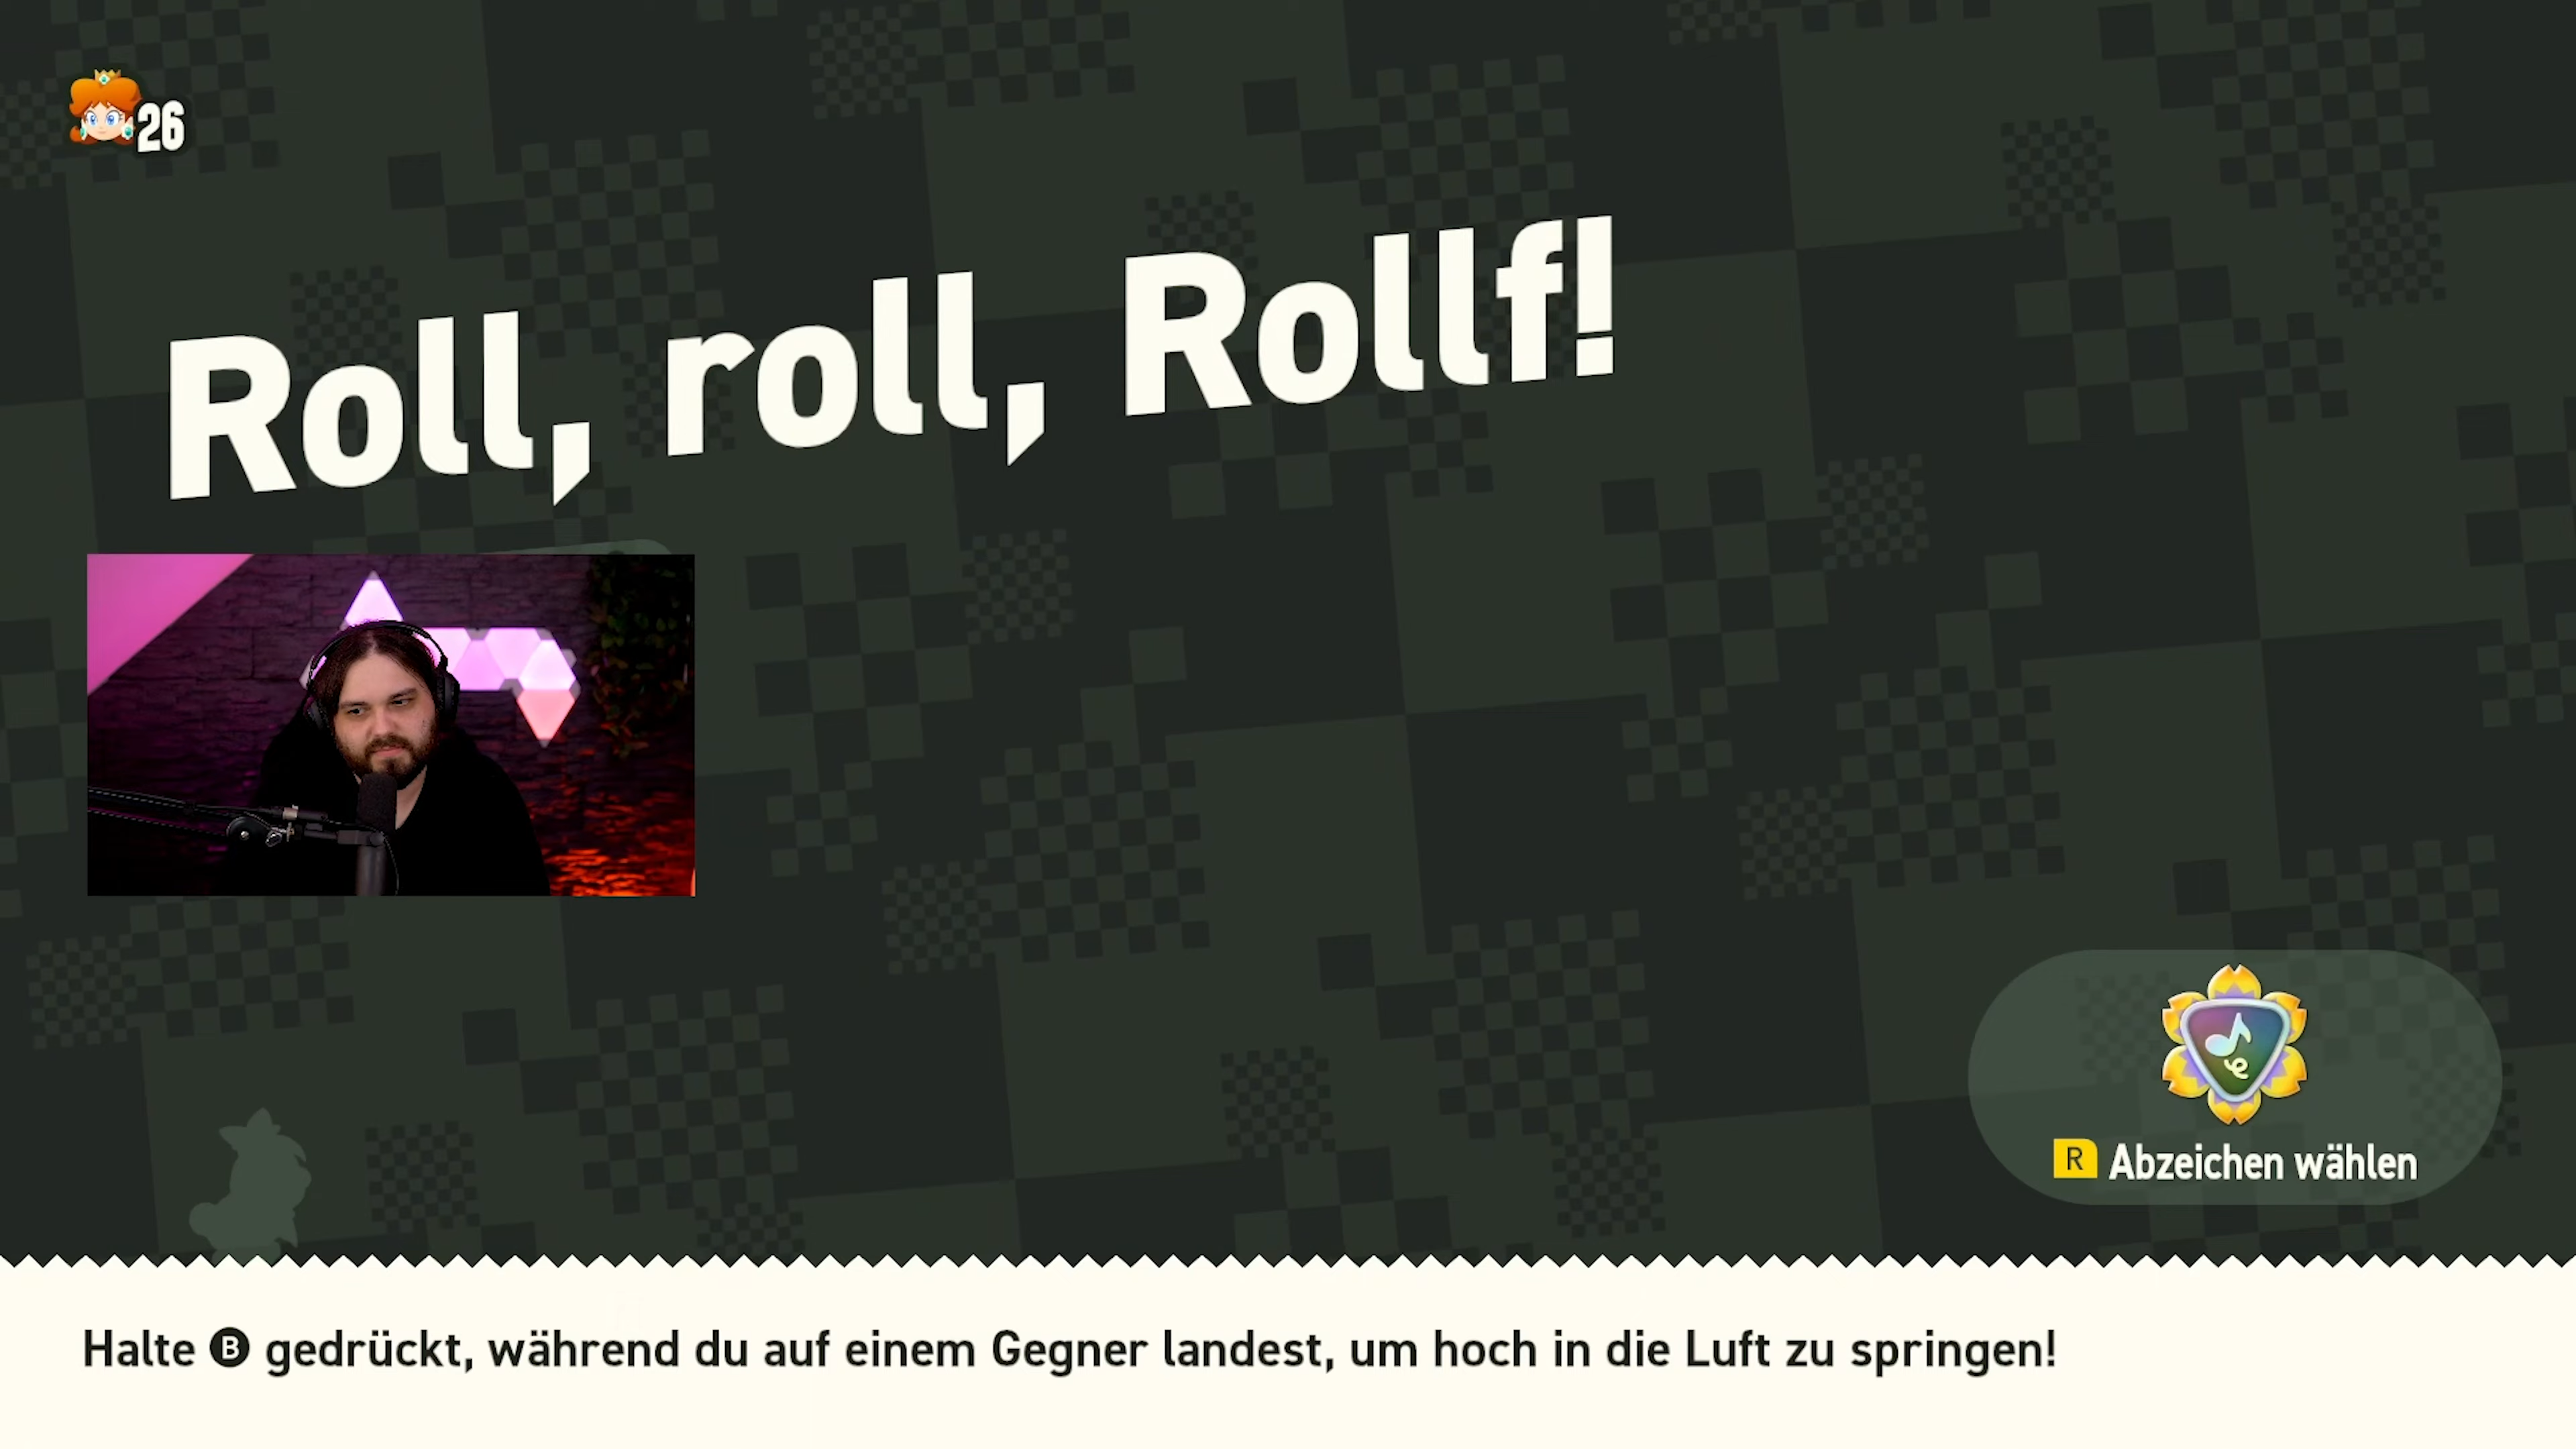 26
Roll, roll, Rollf!
R Abzeichen wählen
Halte B gedrückt, während du auf einem Gegner landest, um hoch in die Luft zu springen!